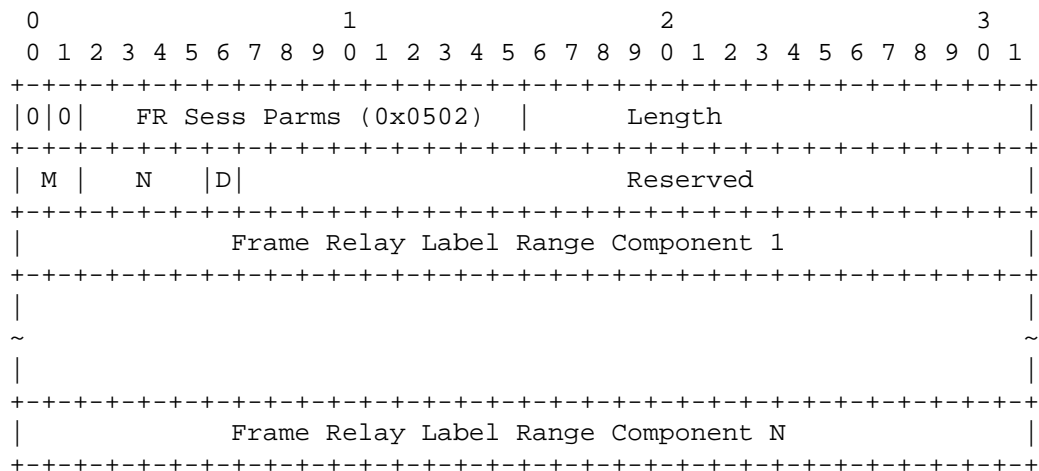 0                   1                   2                   3
 0 1 2 3 4 5 6 7 8 9 0 1 2 3 4 5 6 7 8 9 0 1 2 3 4 5 6 7 8 9 0 1
+-+-+-+-+-+-+-+-+-+-+-+-+-+-+-+-+-+-+-+-+-+-+-+-+-+-+-+-+-+-+-+-+
|0|0|   FR Sess Parms (0x0502)  |      Length                   |
+-+-+-+-+-+-+-+-+-+-+-+-+-+-+-+-+-+-+-+-+-+-+-+-+-+-+-+-+-+-+-+-+
| M |   N   |D|                        Reserved                 |
+-+-+-+-+-+-+-+-+-+-+-+-+-+-+-+-+-+-+-+-+-+-+-+-+-+-+-+-+-+-+-+-+
|             Frame Relay Label Range Component 1               |
+-+-+-+-+-+-+-+-+-+-+-+-+-+-+-+-+-+-+-+-+-+-+-+-+-+-+-+-+-+-+-+-+
|                                                               |
~                                                               ~
|                                                               |
+-+-+-+-+-+-+-+-+-+-+-+-+-+-+-+-+-+-+-+-+-+-+-+-+-+-+-+-+-+-+-+-+
|             Frame Relay Label Range Component N               |
+-+-+-+-+-+-+-+-+-+-+-+-+-+-+-+-+-+-+-+-+-+-+-+-+-+-+-+-+-+-+-+-+